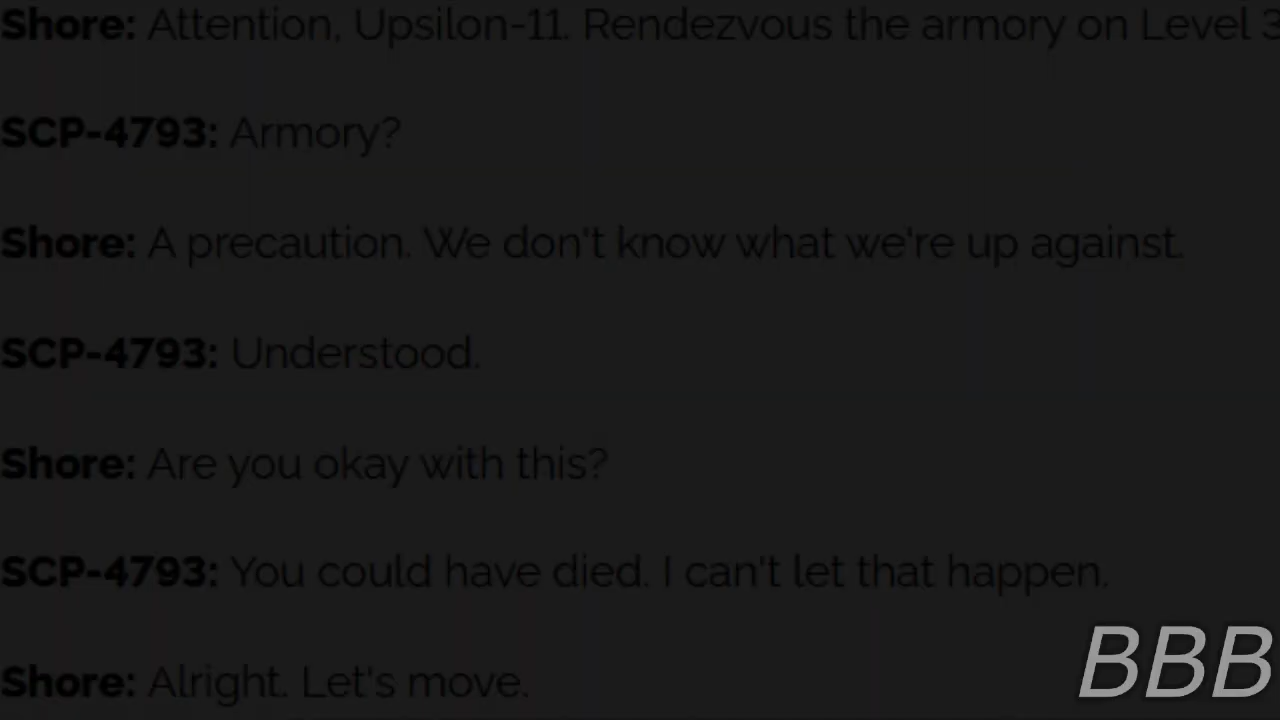 Shore: Attention, Upsilon-11. Rendezvous the armory on Level 3
SCP-4793: Armory?
Shore: A precaution. We don't know what we're up against.
SCP-4793: Understood.
Shore: Are you okay with this?
SCP-4793: You could have died. I can't let that happen.
Shore: Alright. Let's move.
BBB